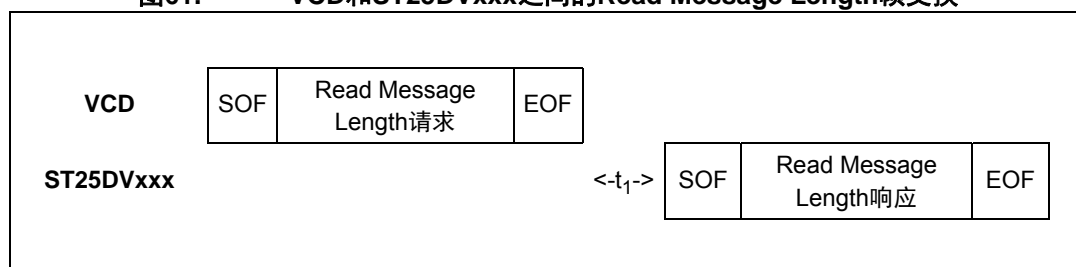 VCD
SOF
Read Message
Length请求
EOF
ST25DVxxx
<-t1->
SOF
Read Message
Length响应
EOF